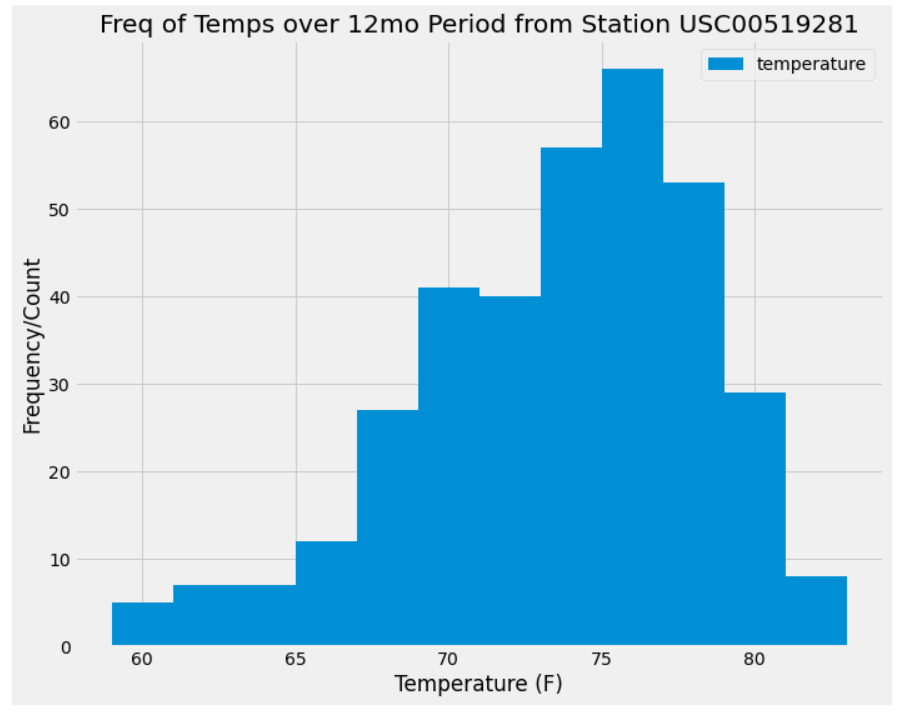 Freq of Temps over 12mo Period from Station USC00519281
temperature
60
50
40
30
20
10
0
Frequency/Count
60 65 70 75 80
Temperature (F)